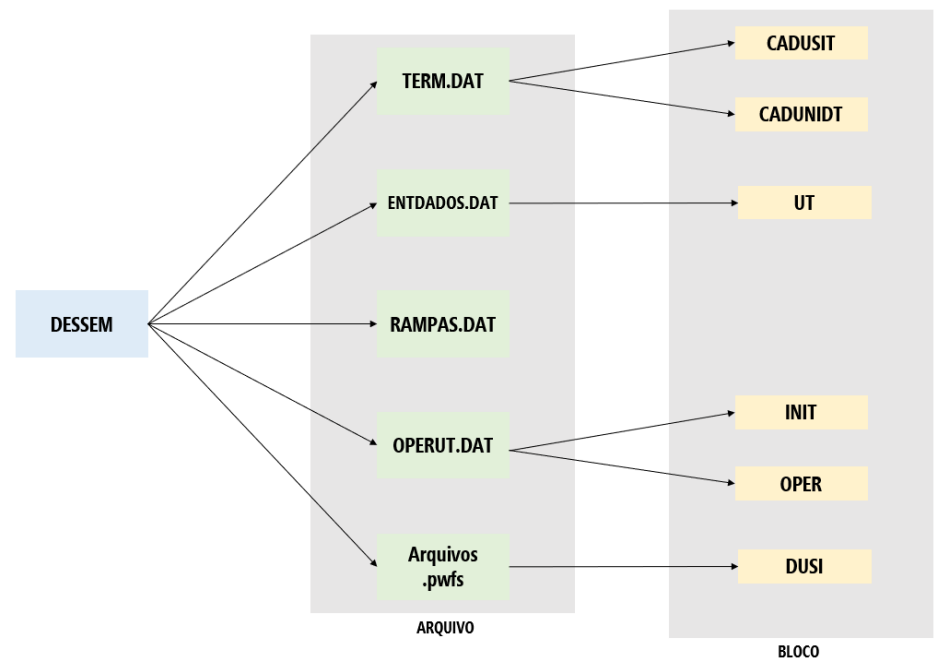 DESSEM
TERM.DAT
ENTDADOS.DAT
RAMPAS.DAT
OPERUT.DAT
Arquivos
.pwfs
ARQUIVO
CADUSIT
CADUNIDT
UT
INIT
OPER
DUSI
BLOCO